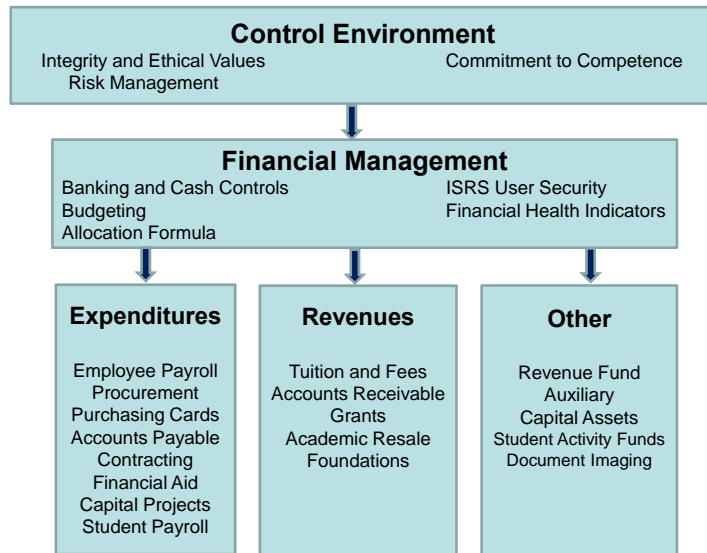 Control Environment
Integrity and Ethical Values
Commitment to Competence
Risk Management
Financial Management
Banking and Cash Controls
ISRS User Security
Budgeting
Financial Health Indicators
Allocation Formula
Expenditures
Employee Payroll
Procurement
Purchasing Cards
Accounts Payable
Contracting
Financial Aid
Capital Projects
Student Payroll
Revenues
Tuition and Fees
Accounts Receivable
Grants
Academic Resale
Foundations
Other
Revenue Fund
Auxiliary
Capital Assets
Student Activity Funds
Document Imaging